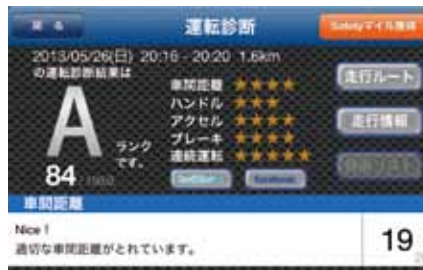 戻る 運転診断 Safetyマイル獲得
2013/05/26(日) 20:16 - 20:20 1.6km
の運転診断結果は
A
ランク
です。
84 /100.0
車間距離 ★★★★
ハンドル ★★★
アクセル ★★★★
ブレーキ ★★★★
連続運転 ★★★★★
走行ルート
走行情報
facebook
車間距離
Nice！
適切な車間距離がとれています。
19